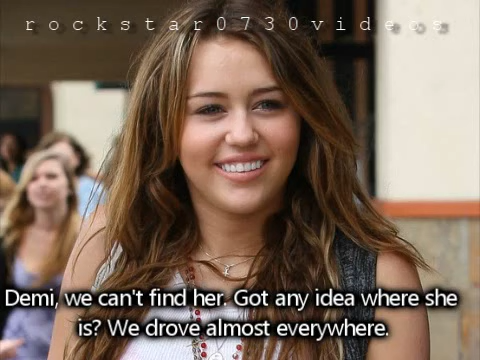 rockstar0730videos
Demi, we can't find her. Got any idea where she
is? We drove almost everywhere.